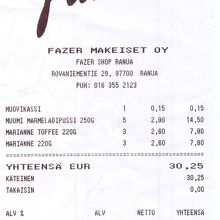 FAZER MAKEISET OY
FAZER SHOP RANUA
ROVANIEMENTIE 29, 97700 RANUA
PUH: 016 355 2123
MUOVIKASSI 1 0,15 0,15
MUUMI MARMELADIPUSSI 250G 5 2,90 14,50
MARIANNE TOFFEE 220G 3 2,60 7,80
MARIANNE 220G 3 2,60 7,80
YHTEENSÄ EUR 30,25
KÄTEINEN 30,25
TAKAISIN 0,00
ALV % ALV NETTO YHTEENSÄ